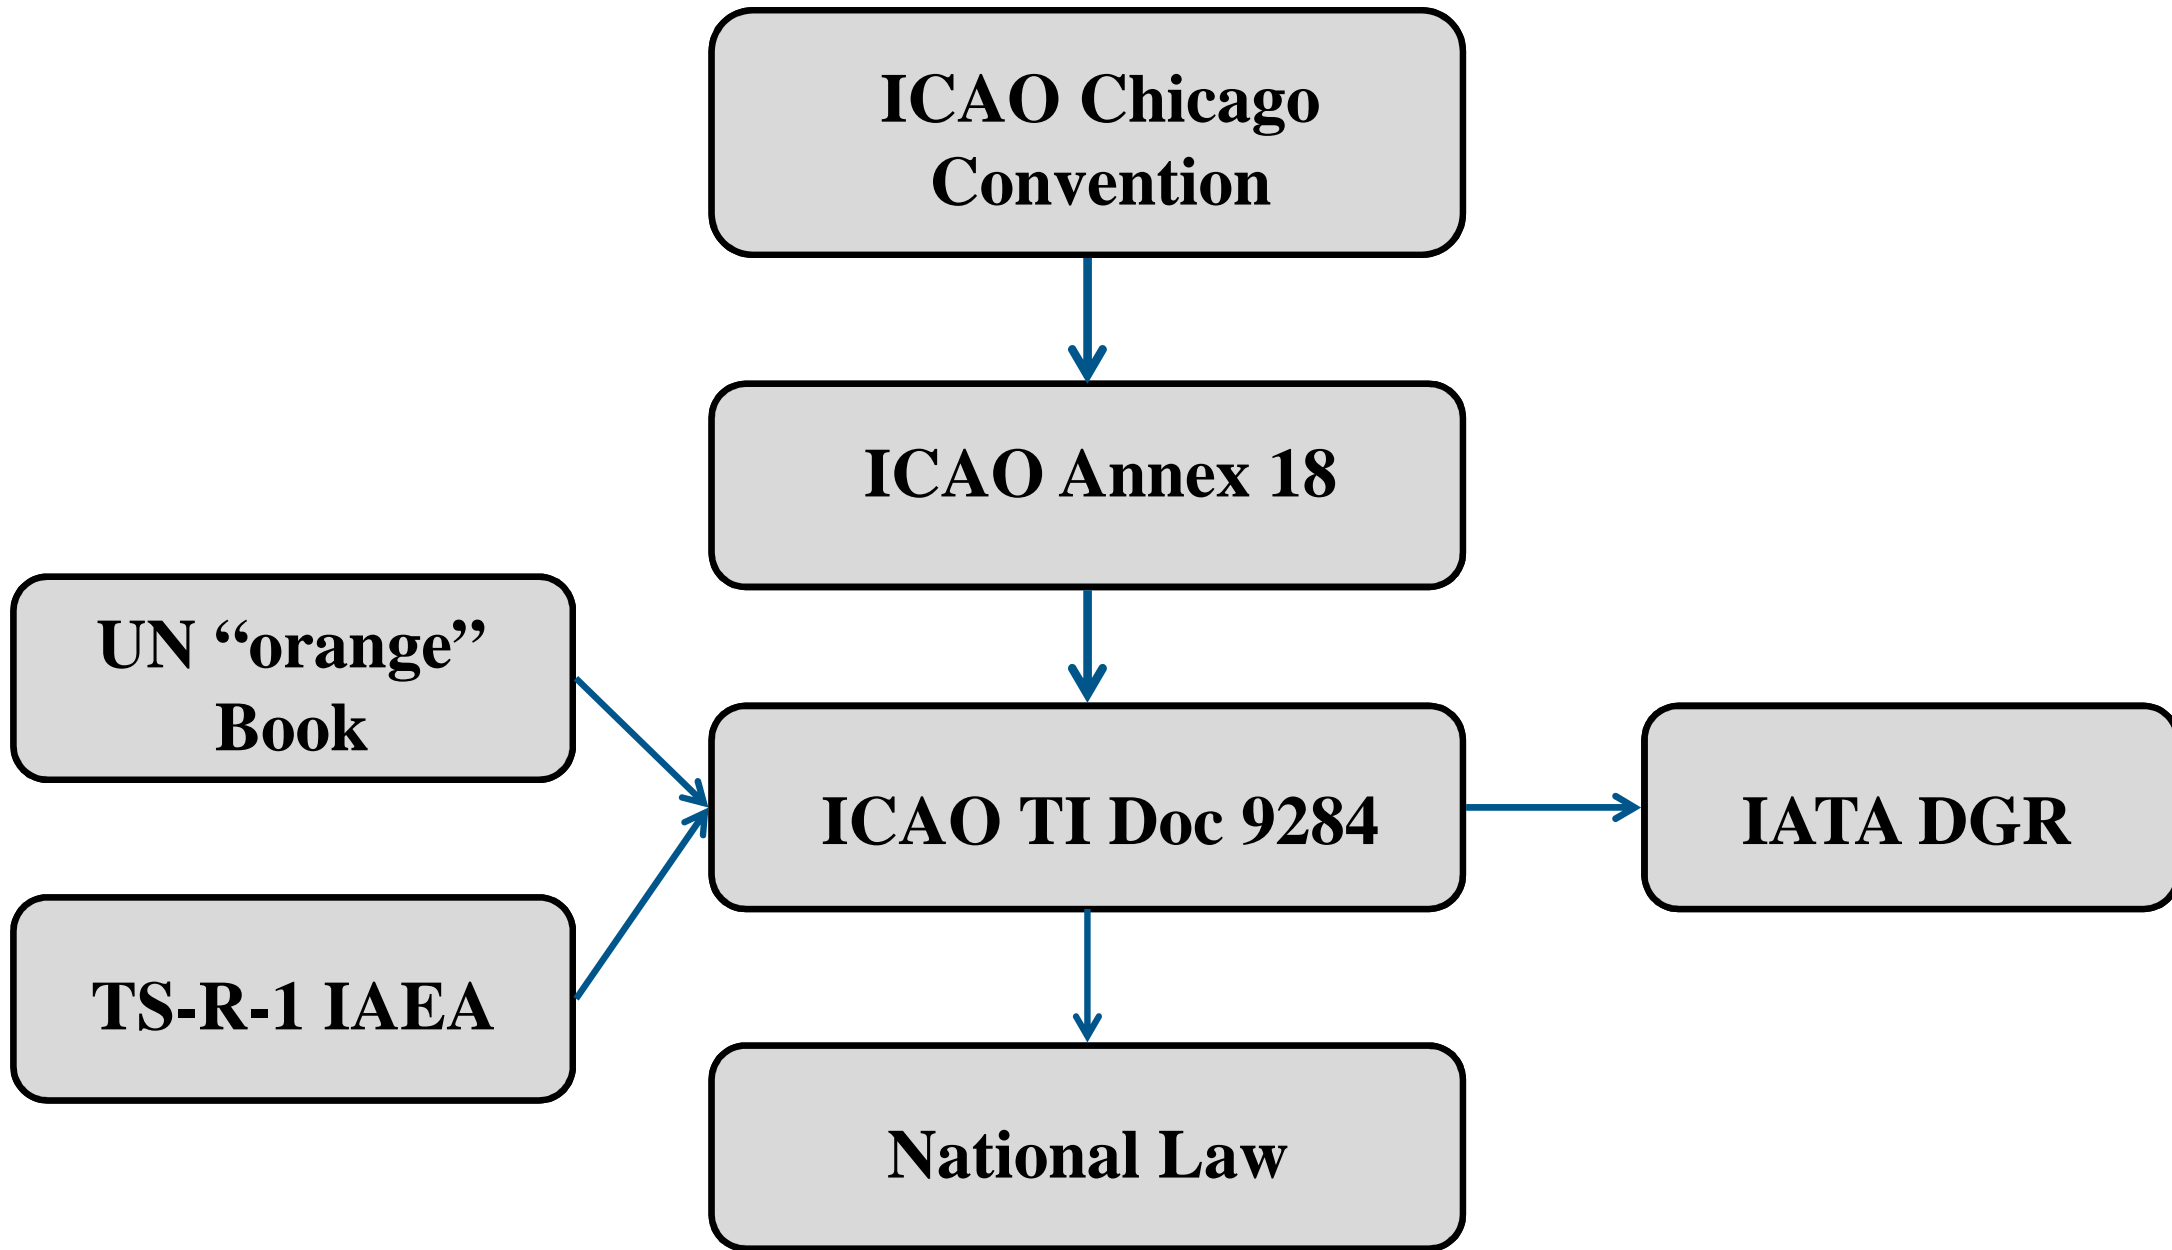 ICAO Chicago
Convention
ICAO Annex 18
UN “orange”
Book
ICAO TI Doc 9284
IATA DGR
TS-R-1 IAEA
National Law